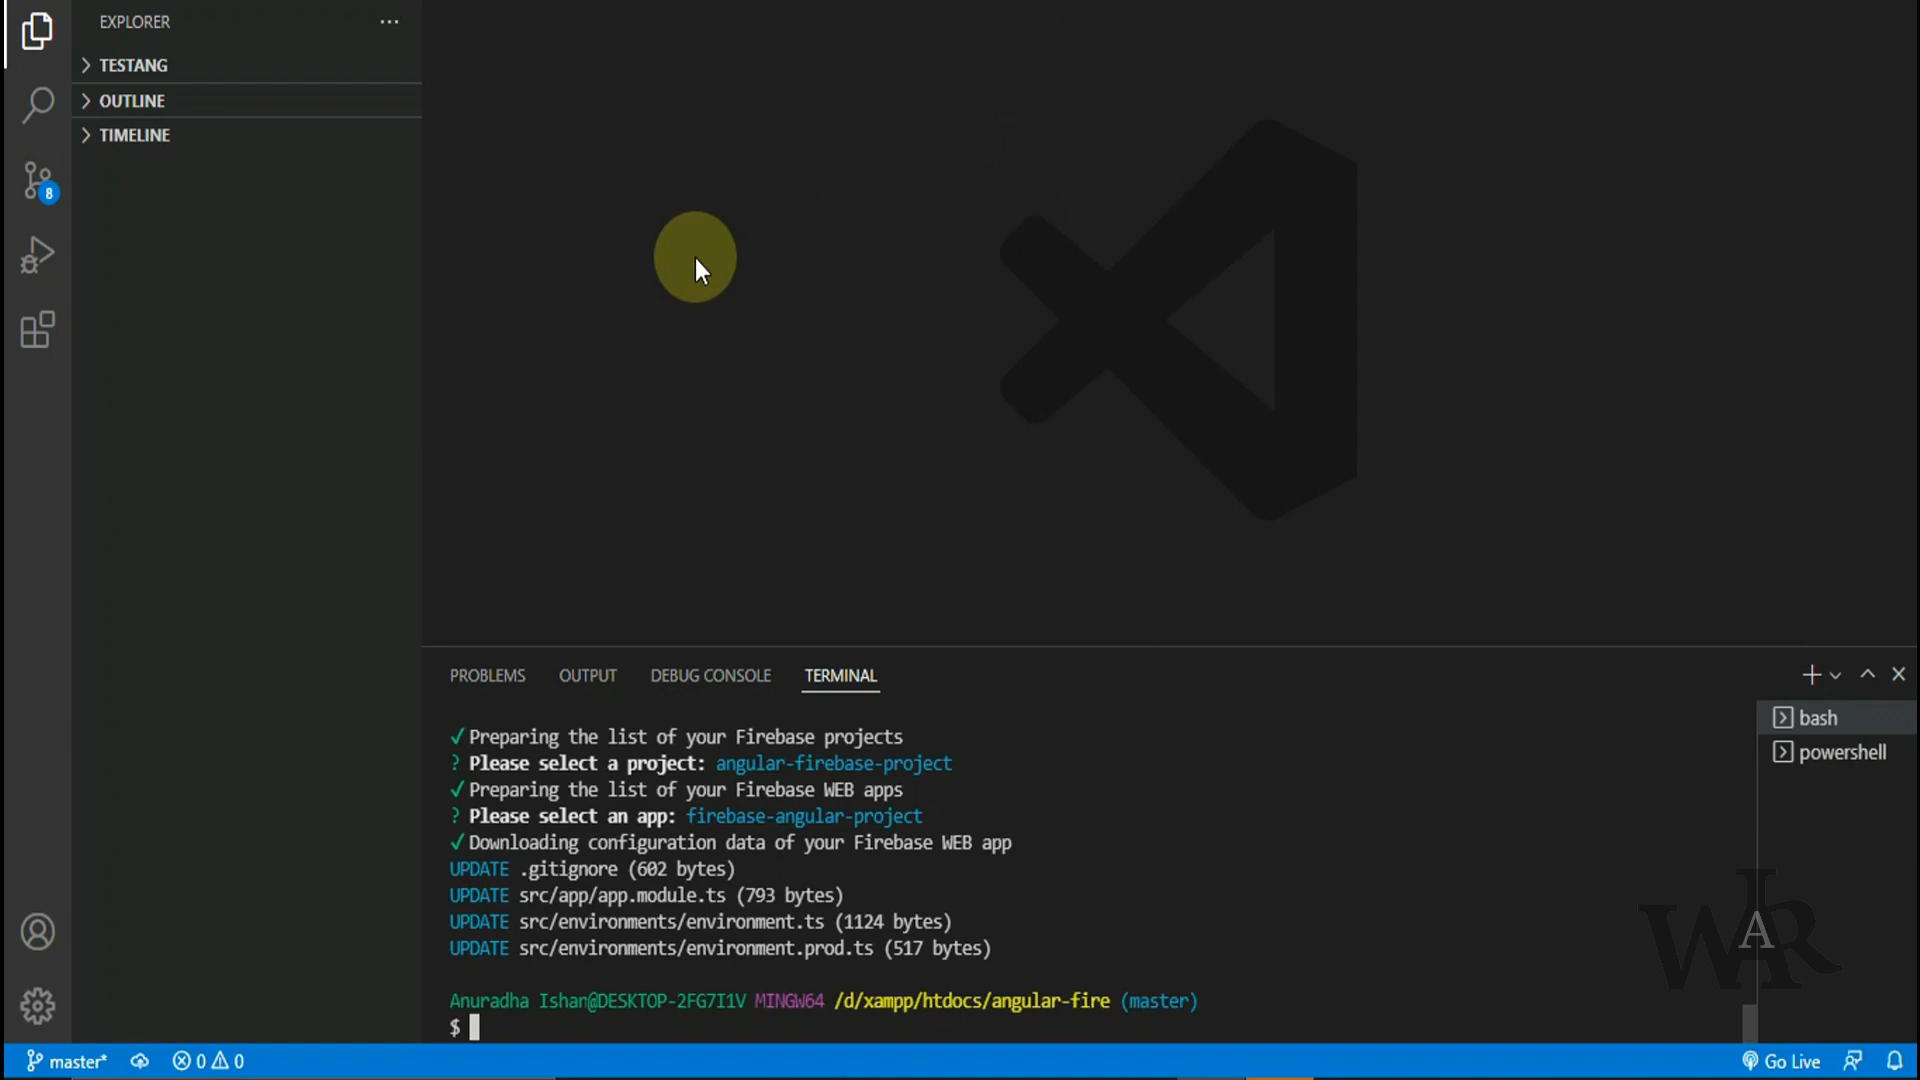 EXPLORER
TESTANG
OUTLINE
TIMELINE
8
PROBLEMS OUTPUT DEBUG CONSOLE TERMINAL
bash
powershell
✓Preparing the list of your Firebase projects
? Please select a project: angular-firebase-project
✓Preparing the list of your Firebase WEB apps
? Please select an app: firebase-angular-project
✓Downloading configuration data of your Firebase WEB app
UPDATE .gitignore (602 bytes)
UPDATE src/app/app.module.ts (793 bytes)
UPDATE src/environments/environment.ts (1124 bytes)
UPDATE src/environments/environment.prod.ts (517 bytes)
Anuradha Ishan@DESKTOP-2FG7I1V MINGW64 /d/xampp/htdocs/angular-fire (master)
$
master* 0 0 Go Live